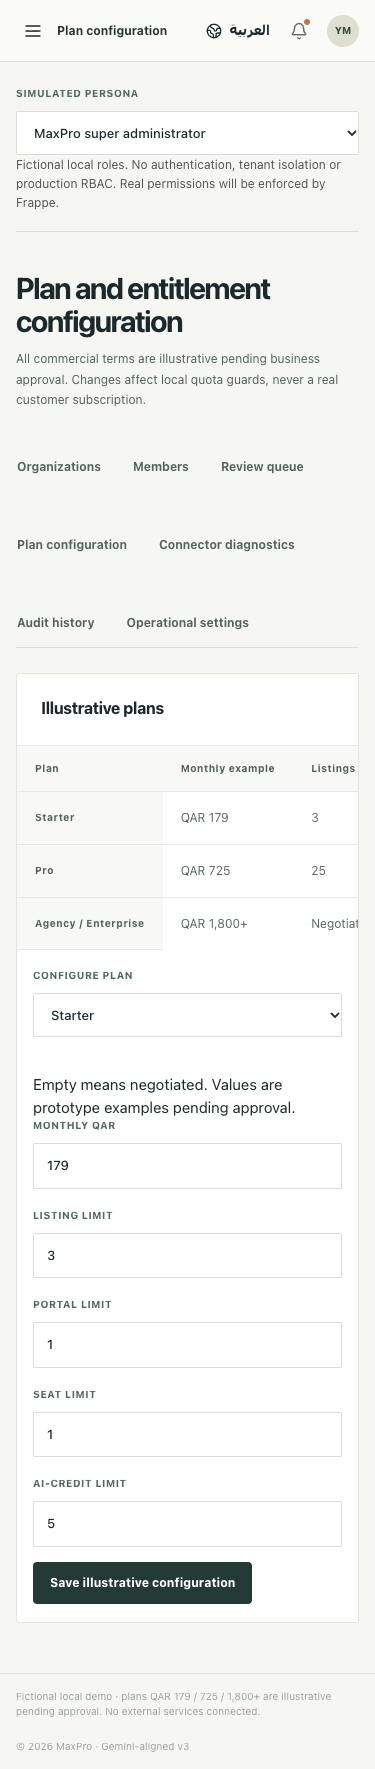 Plan configuration العربية YM
SIMULATED PERSONA
MaxPro super administrator
Fictional local roles. No authentication, tenant isolation or
production RBAC. Real permissions will be enforced by
Frappe.
Plan and entitlement
configuration
All commercial terms are illustrative pending business
approval. Changes affect local quota guards, never a real
customer subscription.
Organizations Members Review queue
Plan configuration Connector diagnostics
Audit history Operational settings
Illustrative plans
Plan Monthly example Listings
Starter QAR 179 3
Pro QAR 725 25
Agency / Enterprise QAR 1,800+ Negotiat
CONFIGURE PLAN
Starter
Empty means negotiated. Values are
prototype examples pending approval.
MONTHLY QAR
179
LISTING LIMIT
3
PORTAL LIMIT
1
SEAT LIMIT
1
AI-CREDIT LIMIT
5
Save illustrative configuration
Fictional local demo · plans QAR 179 / 725 / 1,800+ are illustrative
pending approval. No external services connected.
© 2026 MaxPro · Gemini-aligned v3